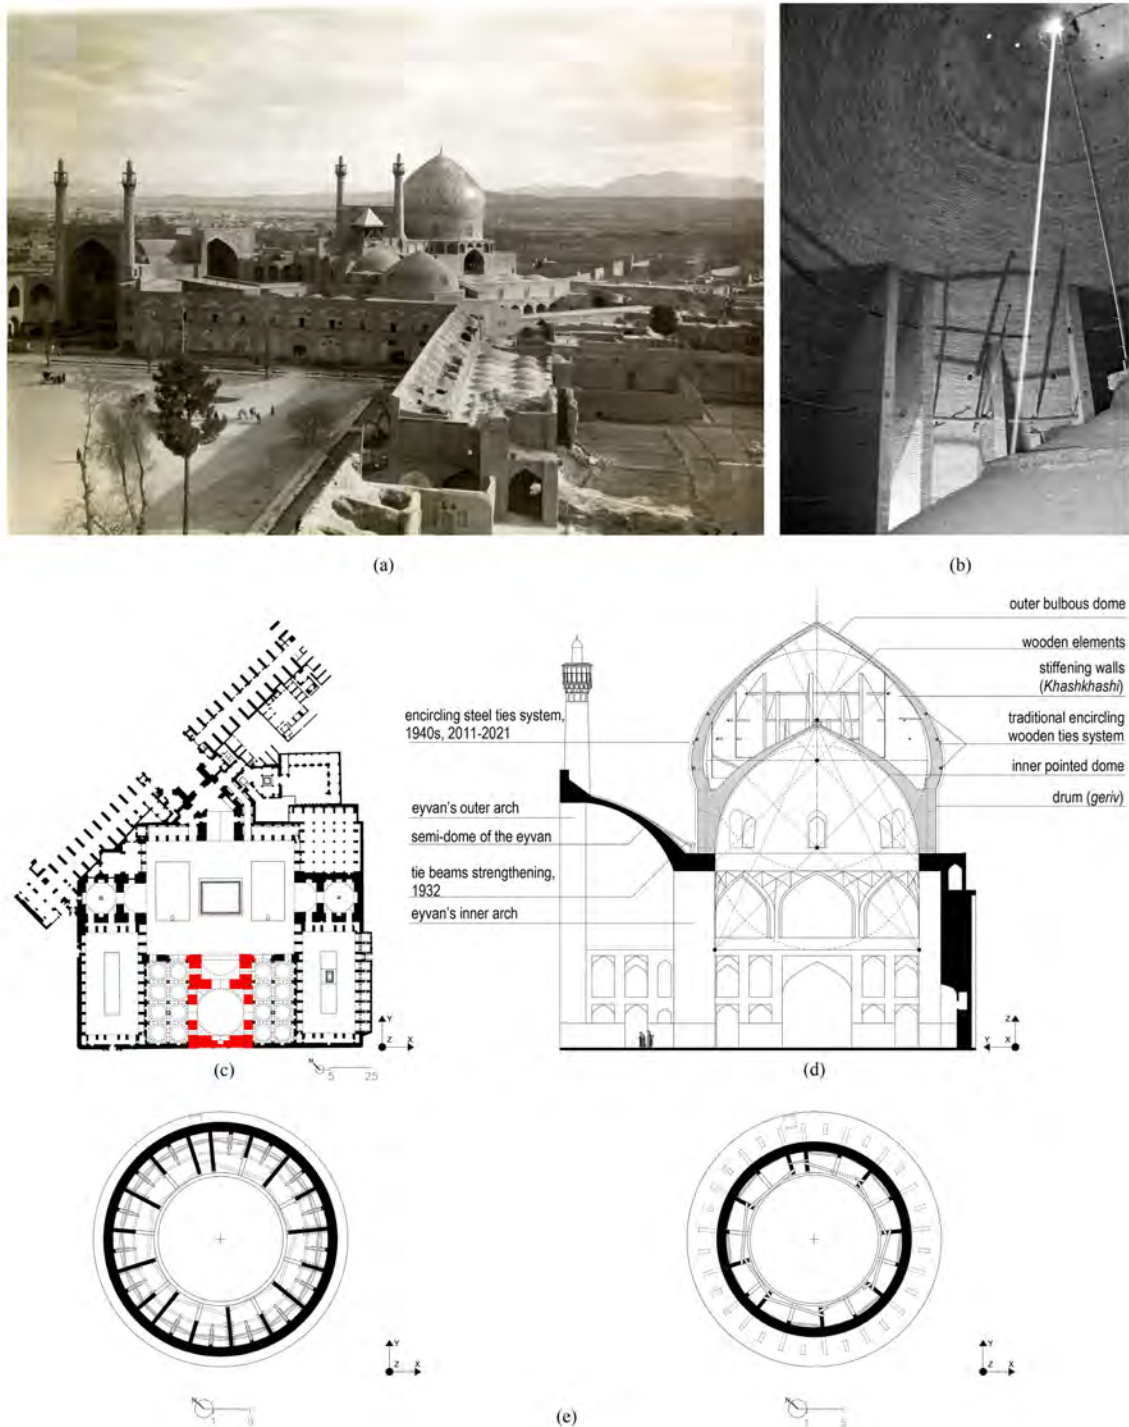 (a)
(b)
outer bulbous dome
wooden elements
stiffening walls
(Khashkhashi)
encircling steel ties system,
1940s, 2011-2021
traditional encircling
wooden ties system
inner pointed dome
eyvan's outer arch
drum (geriv)
semi-dome of the eyvan
tie beams strengthening,
1932
eyvan's inner arch
Y
Z X
N
5 25
(c)
Z
Y X
(d)
Y
Z X
N
1
Y
Z X
N
1 5
(e)